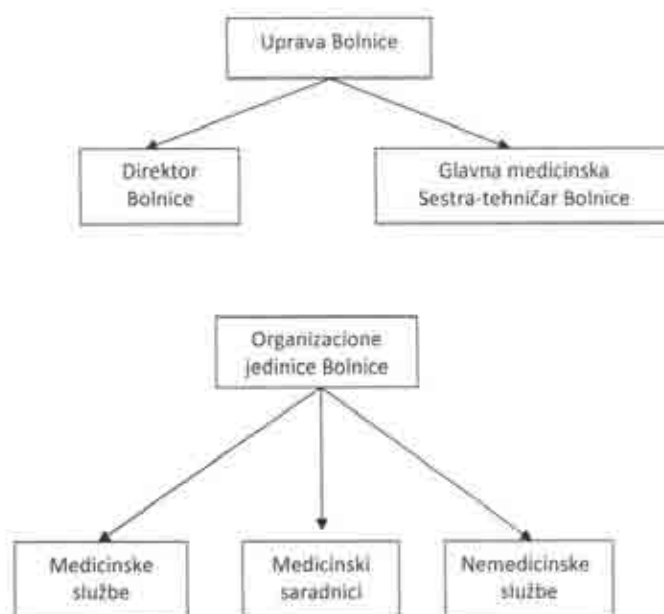 Uprava Bolnice
Direktor
Bolnice
Glavna medicinska
Sestra-tehničar Bolnice
Organizacione
jedinice Bolnice
Medicinske
službe
Medicinski
saradnici
Nemedicinske
službe